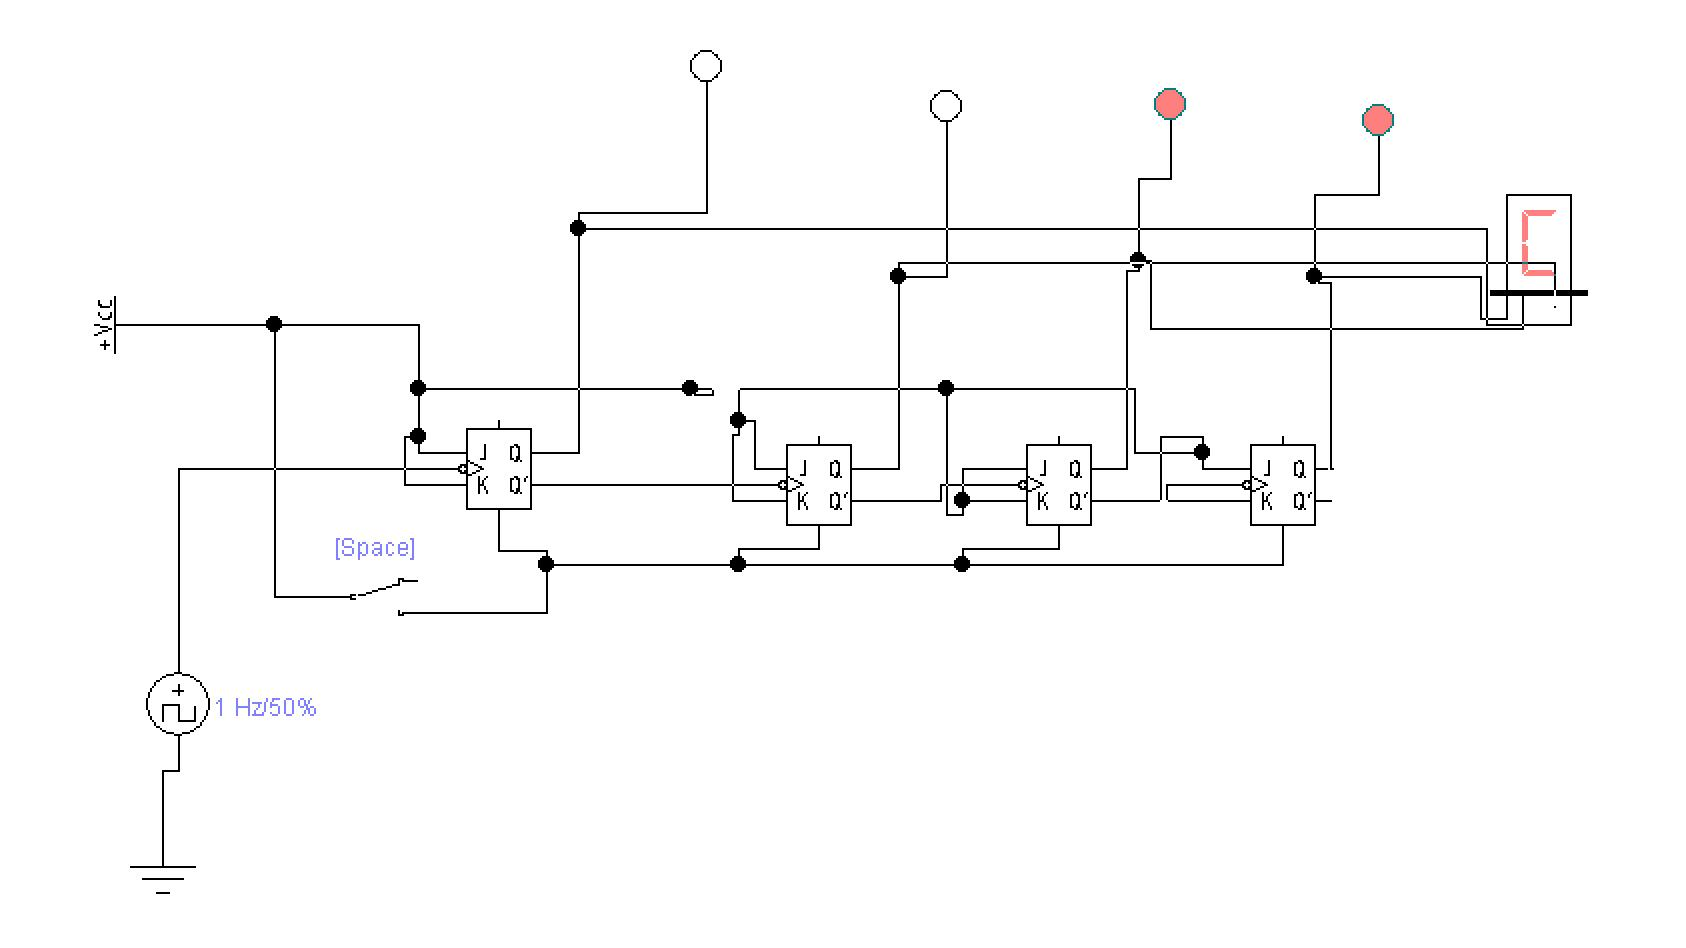 +Vcc
J Q
K Q'
J Q
K Q'
J Q
K Q'
J Q
K Q'
[Space]
1 Hz/50%
C